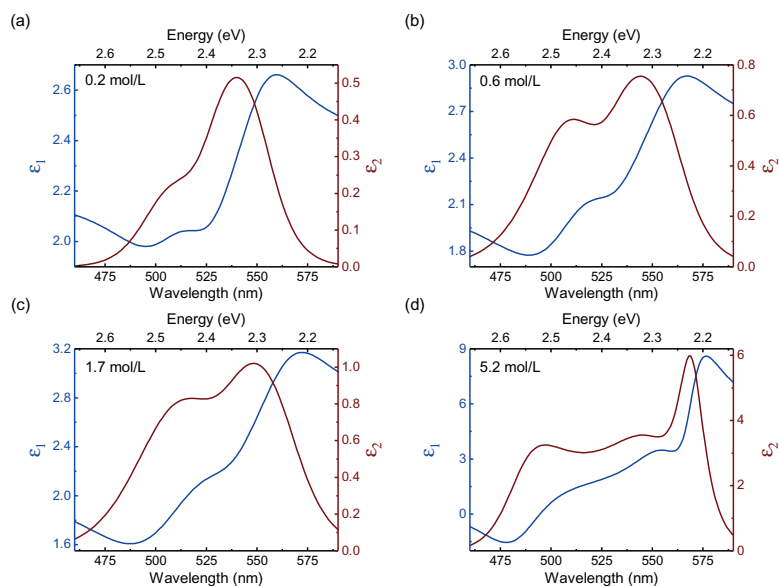 (a)
Energy (eV)
2.6 2.5 2.4 2.3 2.2
0.2 mol/L
2.6
2.4
2.2
2.0
ε1
0.5
0.4
0.3
0.2
0.1
0.0
ε2
475 500 525 550 575
Wavelength (nm)
(b)
Energy (eV)
2.6 2.5 2.4 2.3 2.2
0.6 mol/L
3.0
2.7
2.4
2.1
1.8
ε1
0.8
0.6
0.4
0.2
0.0
ε2
475 500 525 550 575
Wavelength (nm)
(c)
Energy (eV)
2.6 2.5 2.4 2.3 2.2
1.7 mol/L
3.2
2.8
2.4
2.0
1.6
ε1
1.0
0.8
0.6
0.4
0.2
0.0
ε2
475 500 525 550 575
Wavelength (nm)
(d)
Energy (eV)
2.6 2.5 2.4 2.3 2.2
5.2 mol/L
9
6
3
0
ε1
6
4
2
0
ε2
475 500 525 550 575
Wavelength (nm)